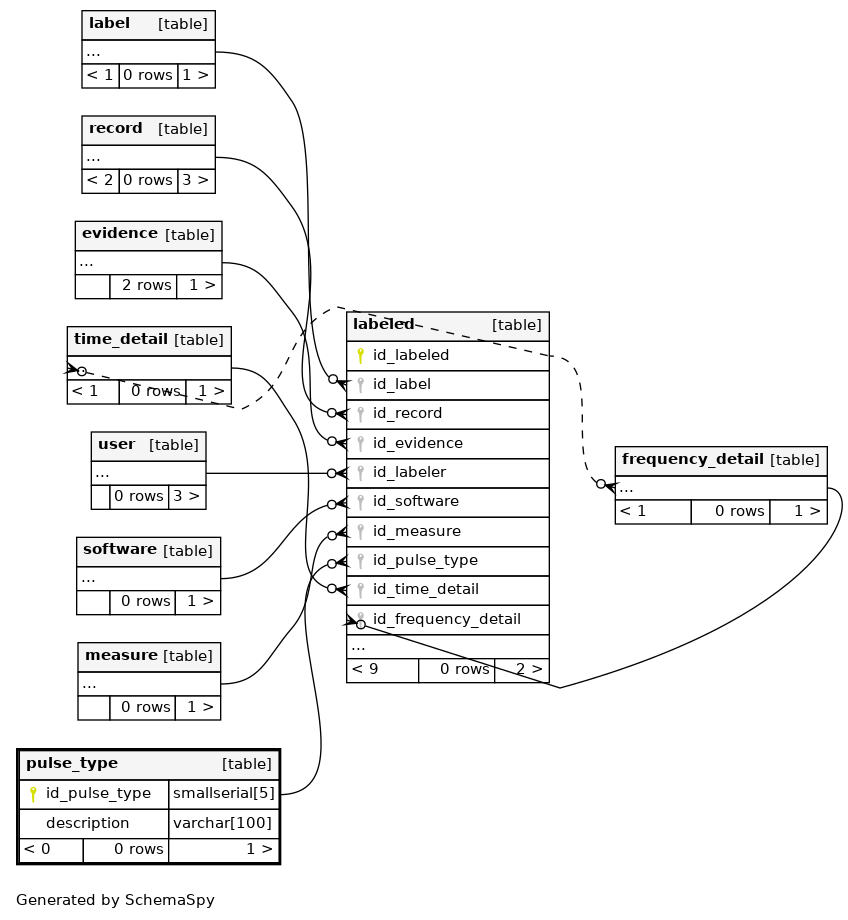 label [table]
...
< 1 0 rows 1 >
record [table]
...
< 2 0 rows 3 >
evidence [table]
...
2 rows 1 >
time_detail [table]
...
< 1 0 rows 1 >
user [table]
...
0 rows 3 >
software [table]
...
0 rows 1 >
measure [table]
...
0 rows 1 >
pulse_type [table]
id_pulse_type smallserial[5]
description varchar[100]
< 0 0 rows 1 >
labeled [table]
id_labeled
id_label
id_record
id_evidence
id_labeler
id_software
id_measure
id_pulse_type
id_time_detail
id_frequency_detail
...
< 9 0 rows 2 >
frequency_detail [table]
...
< 1 0 rows 1 >
Generated by SchemaSpy